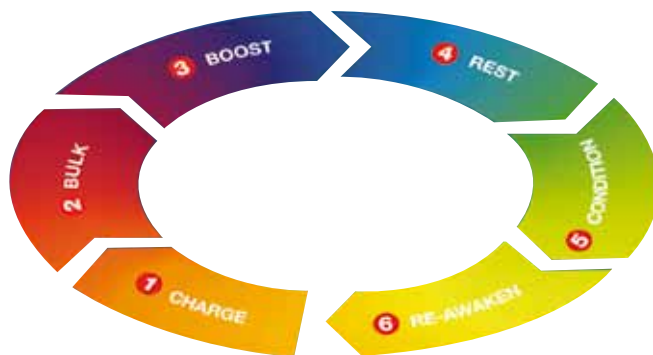 1 CHARGE
2 BULK
3 BOOST
4 REST
5 CONDITION
6 RE-AWAKEN